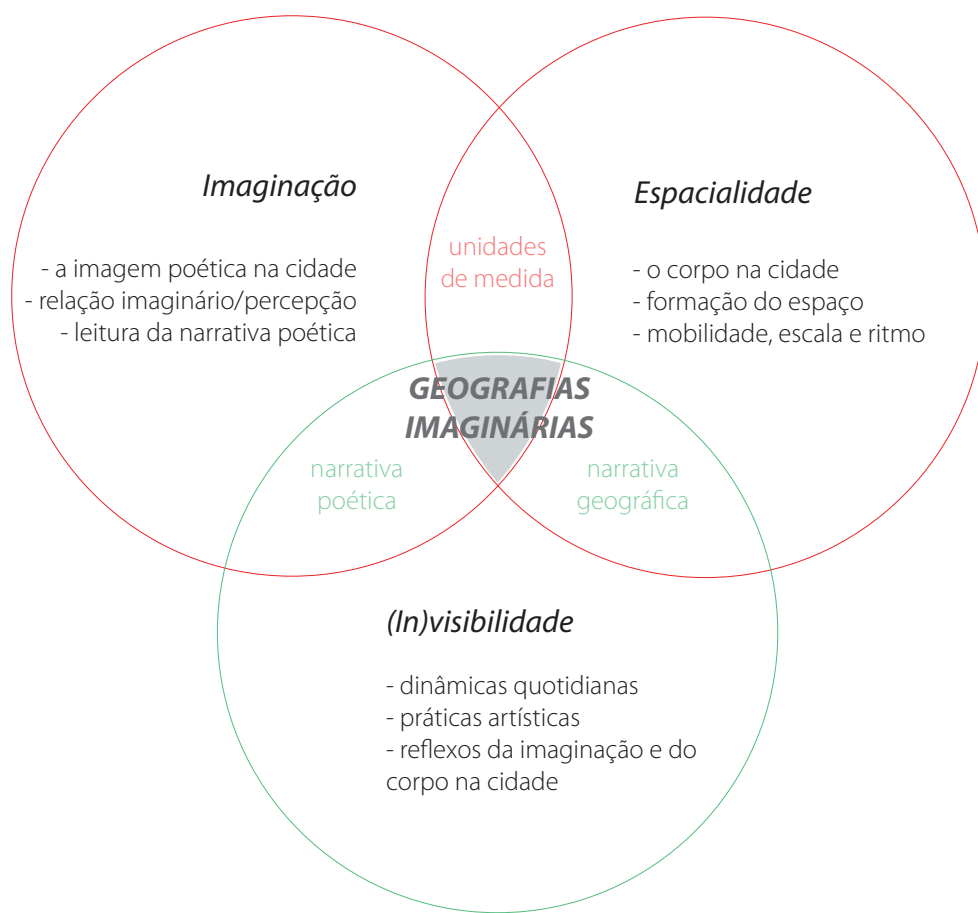 Imaginação
- a imagem poética na cidade
- relação imaginário/percepção
- leitura da narrativa poética
unidades
de medida
Espacialidade
- o corpo na cidade
- formação do espaço
- mobilidade, escala e ritmo
GEOGRAFIAS
IMAGINÁRIAS
narrativa
poética
narrativa
geográfica
(In)visibilidade
- dinâmicas quotidianas
- práticas artísticas
- reflexos da imaginação e do
corpo na cidade